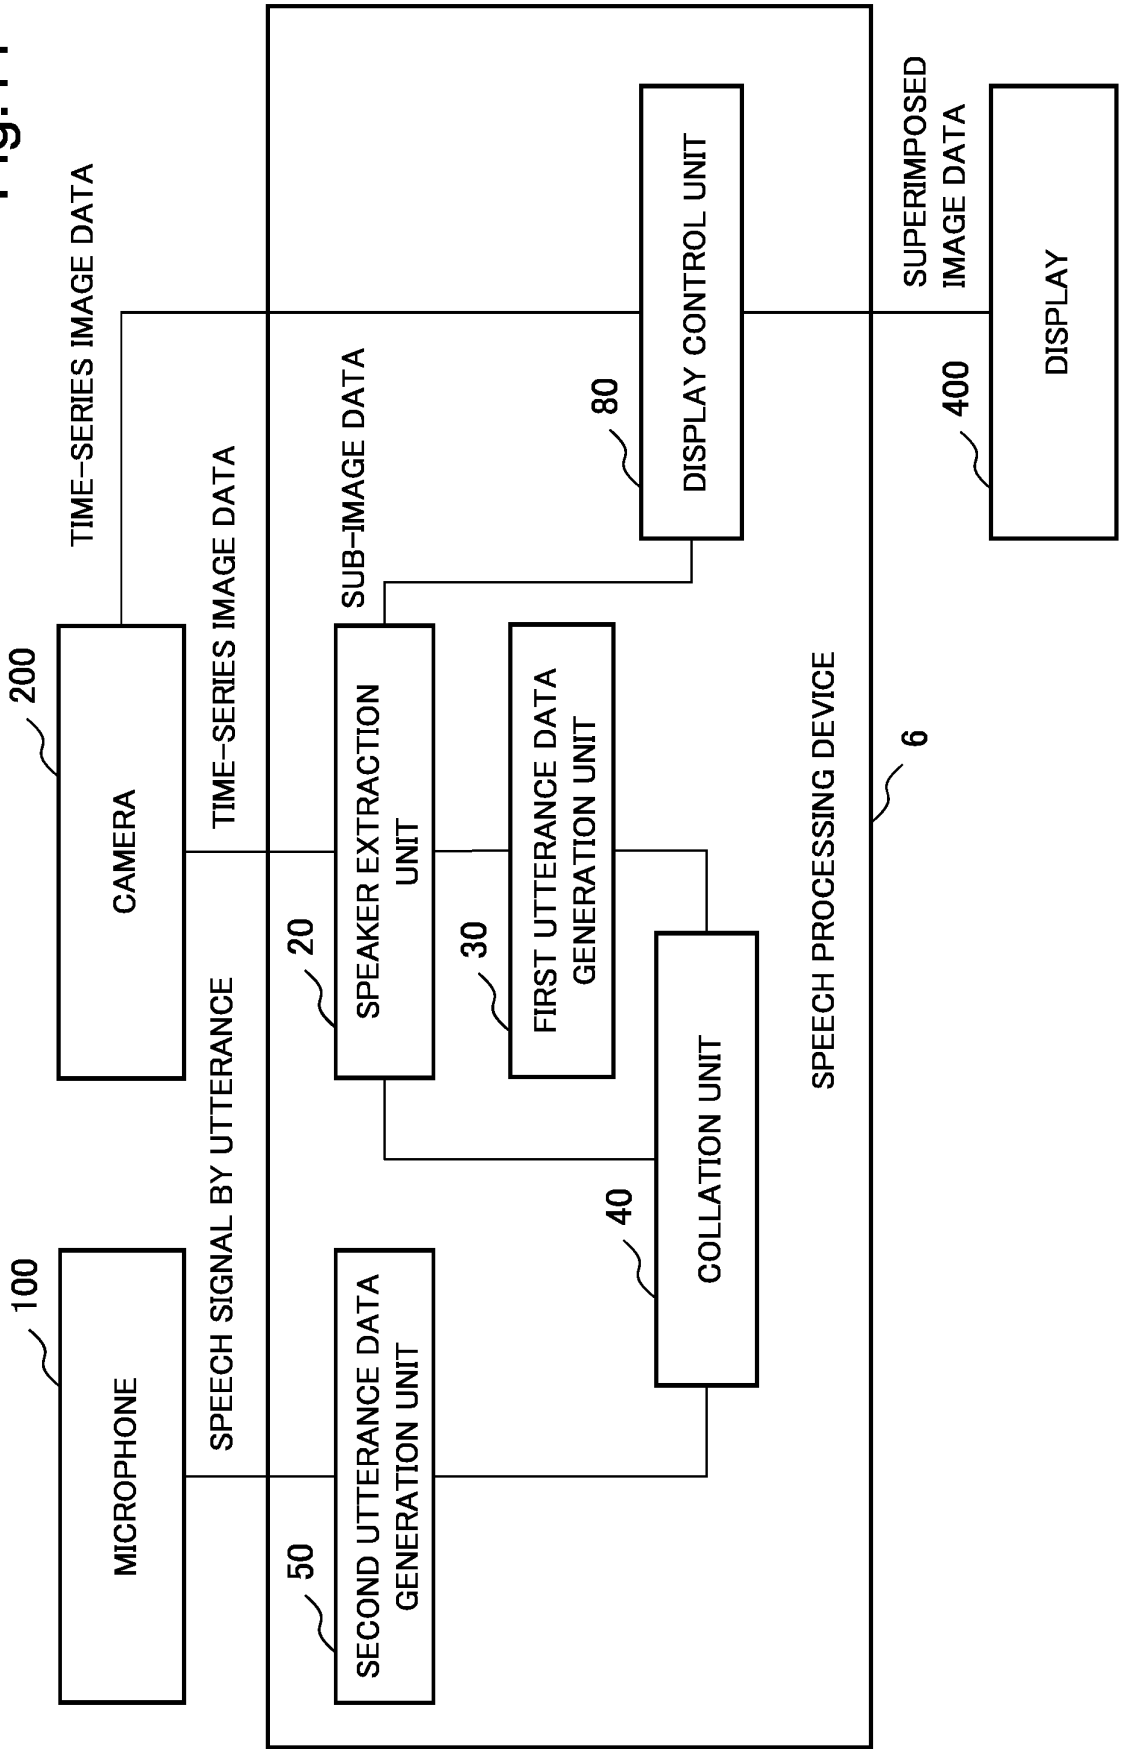 Fig.
TIME-SERIES IMAGE DATA
100
200
MICROPHONE
CAMERA
SPEECH SIGNAL BY UTTERANCE
TIME-SERIES IMAGE DATA
50
20
SUB-IMAGE DATA
SECOND UTTERANCE DATA
GENERATION UNIT
SPEAKER EXTRACTION
UNIT
30
FIRST UTTERANCE DATA
GENERATION UNIT
40
80
COLLATION UNIT
DISPLAY CONTROL UNIT
SPEECH PROCESSING DEVICE
6
SUPERIMPOSED
IMAGE DATA
400
DISPLAY